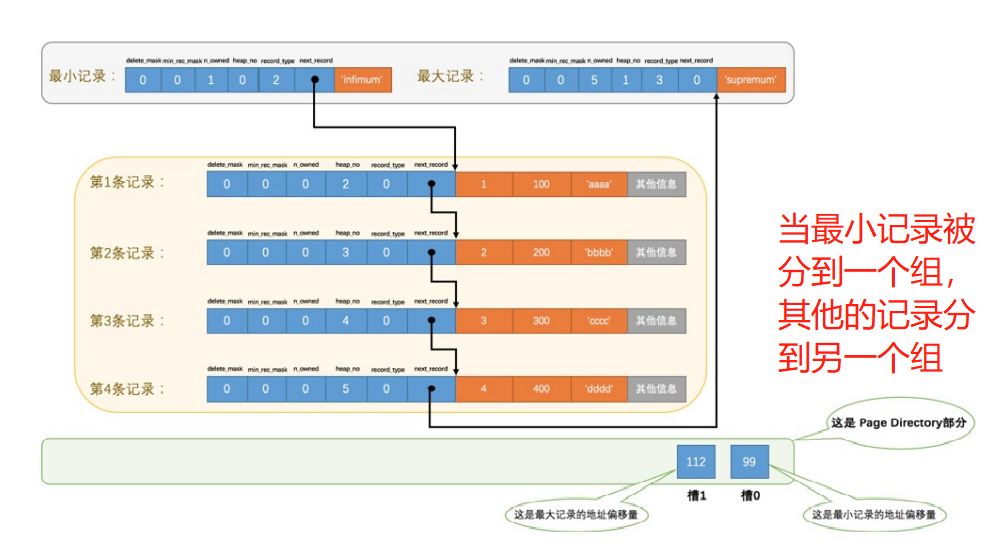 delete_mask min_rec_mask n_owned heap_no record_type next_record
最小记录： 0 0 1 0 2 'infimum'
delete_mask min_rec_mask n_owned heap_no record_type next_record
最大记录： 0 0 5 1 3 0 'supremum'
delete_mask min_rec_mask n_owned heap_no record_type next_record
第1条记录： 0 0 0 2 0 1 100 'aaaa' 其他信息
delete_mask min_rec_mask n_owned heap_no record_type next_record
第2条记录： 0 0 0 3 0 2 200 'bbbb' 其他信息
delete_mask min_rec_mask n_owned heap_no record_type next_record
第3条记录： 0 0 0 4 0 3 300 'cccc' 其他信息
delete_mask min_rec_mask n_owned heap_no record_type next_record
第4条记录： 0 0 0 5 0 4 400 'dddd' 其他信息
当最小记录被
分到一个组，
其他的记录分
到另一个组
这是 Page Directory部分
112 99
槽1 槽0
这是最大记录的地址偏移量
这是最小记录的地址偏移量